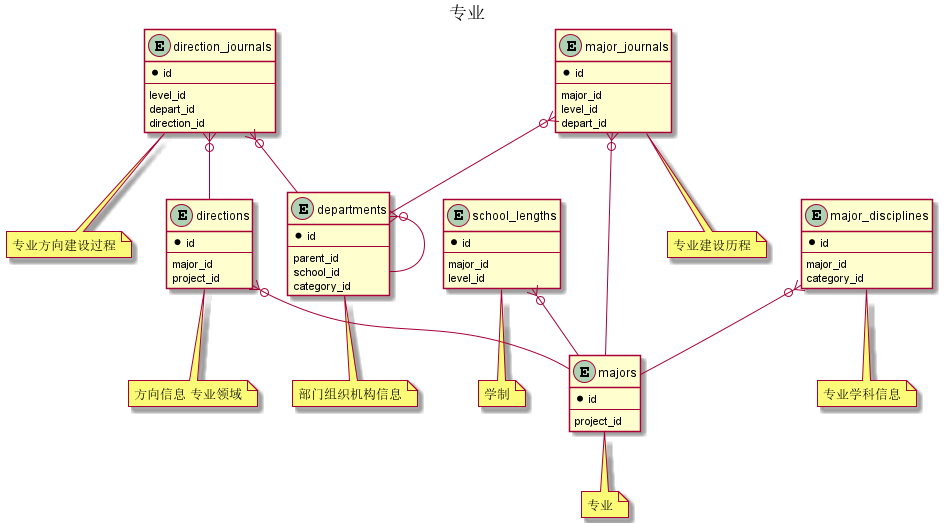 专业
E direction_journals
id
level_id
depart_id
direction_id
E major_journals
id
major_id
level_id
depart_id
专业方向建设过程
E directions
id
major_id
project_id
E departments
id
parent_id
school_id
category_id
E school_lengths
id
major_id
level_id
专业建设历程
E major_disciplines
id
major_id
category_id
方向信息 专业领域
部门组织机构信息
学制
E majors
id
project_id
专业学科信息
专业